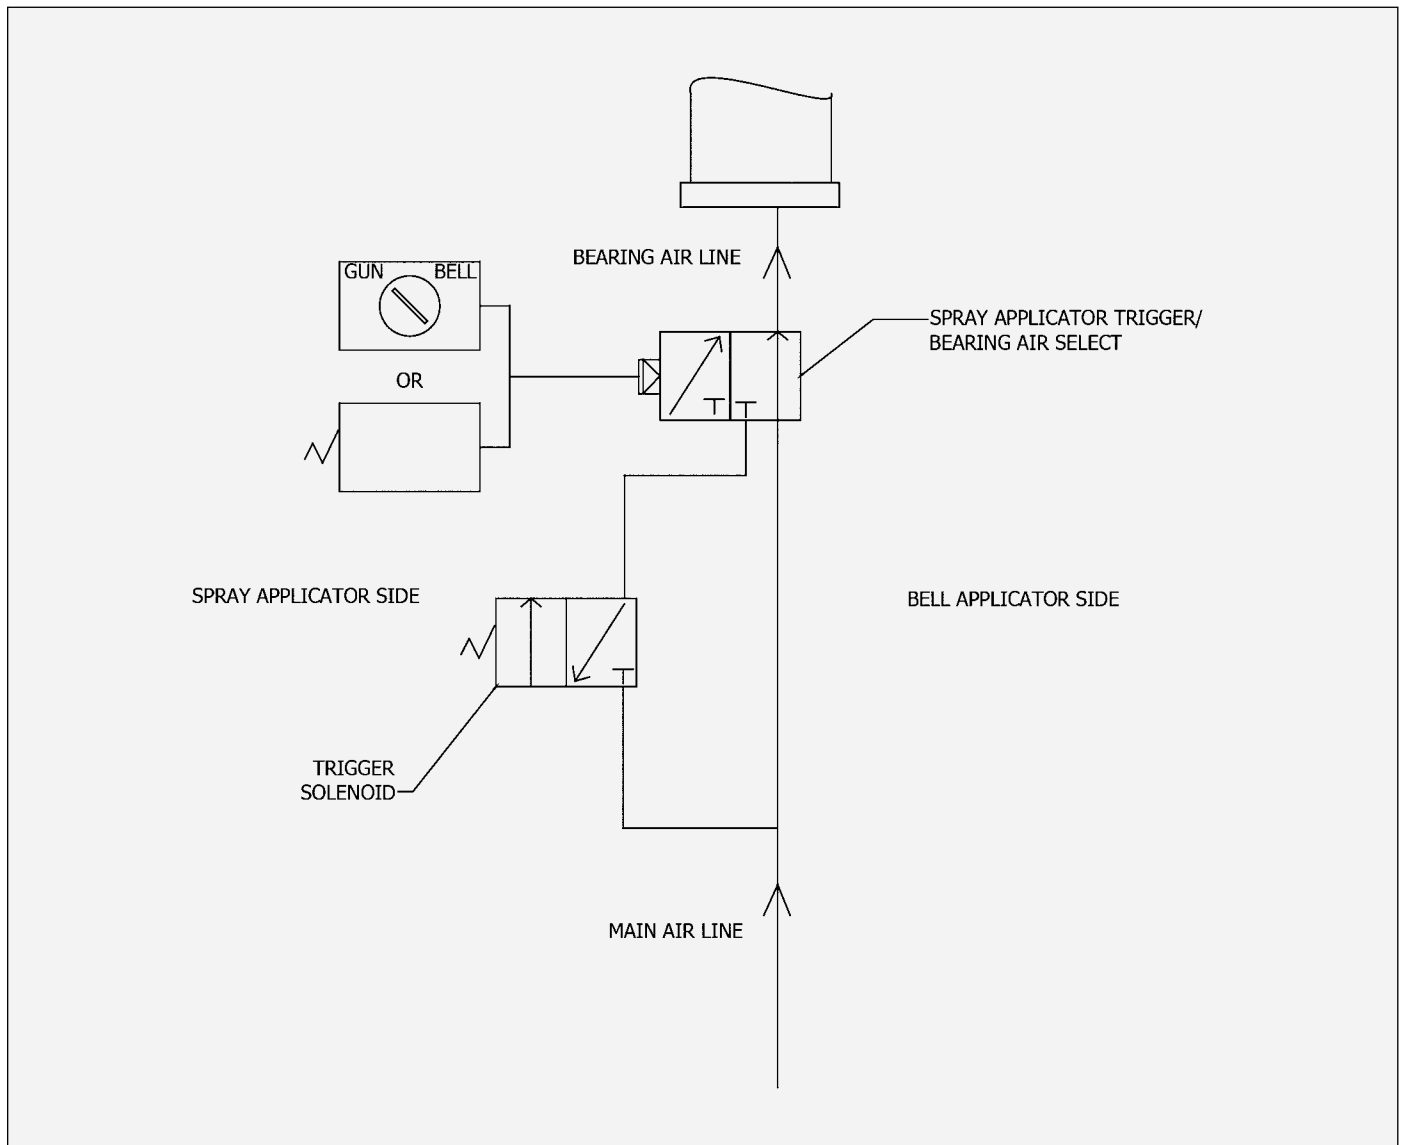 BEARING AIR LINE
GUN BELL
SPRAY APPLICATOR TRIGGER/
BEARING AIR SELECT
OR
SPRAY APPLICATOR SIDE
BELL APPLICATOR SIDE
TRIGGER
SOLENOID
MAIN AIR LINE